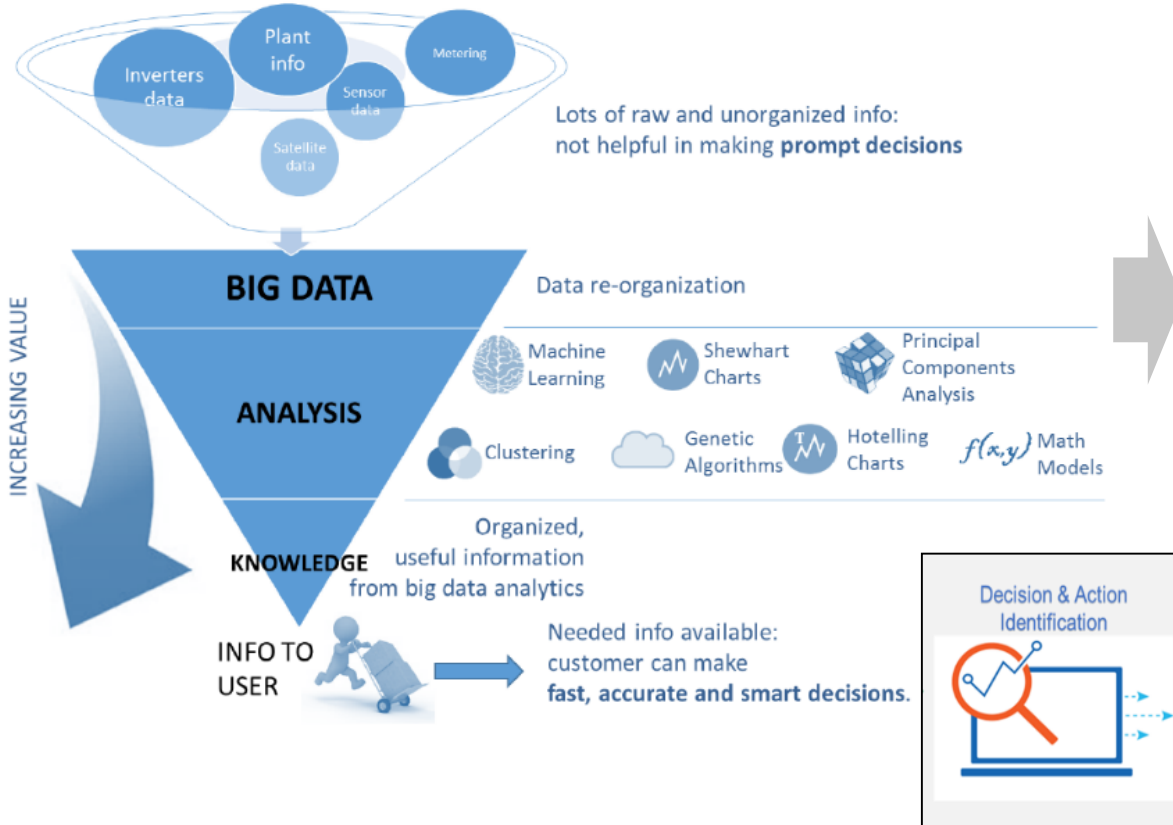 Plant
info
Metering
Inverters
data
Sensor
data
Satellite
data
Lots of raw and unorganized info:
not helpful in making prompt decisions
BIG DATA
Data re-organization
INCREASING VALUE
ANALYSIS
Machine
Learning
Shewhart
Charts
Principal
Components
Analysis
Clustering
Genetic
Algorithms
T
Hotelling
Charts
f(x,y)
Math
Models
KNOWLEDGE
Organized,
useful information
from big data analytics
INFO TO
USER
Needed info available:
customer can make
fast, accurate and smart decisions.
Decision & Action
Identification